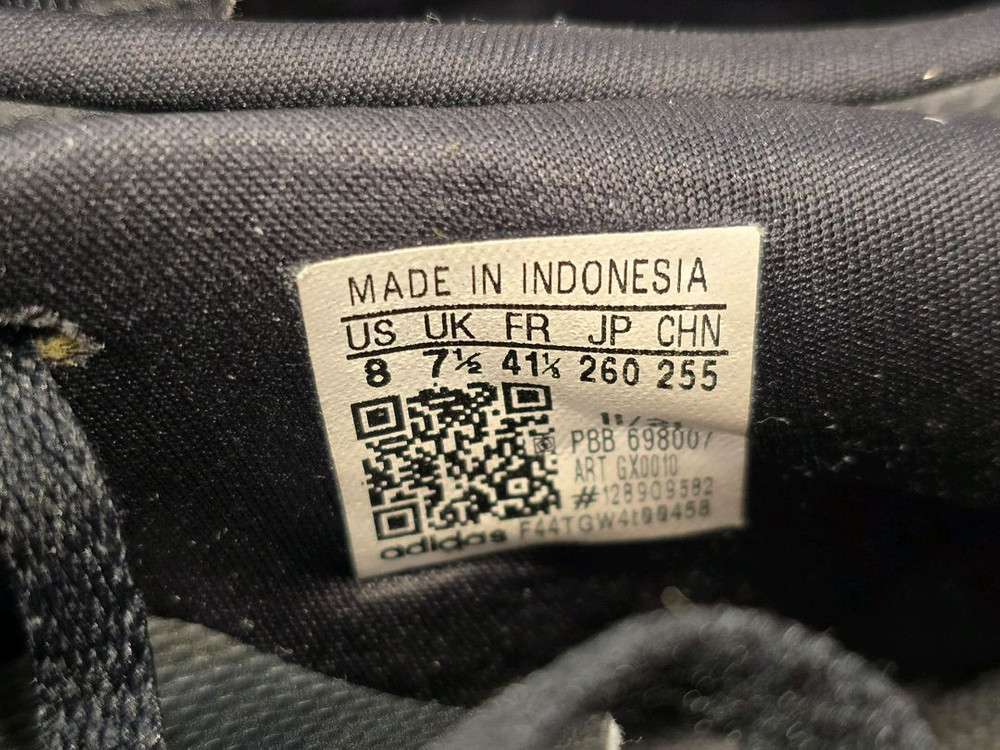 MADE IN INDONESIA
US UK FR JP CHN
8 7½ 41⅓ 260 255
PBB 698007
ART GX0010
#128909582
adidas